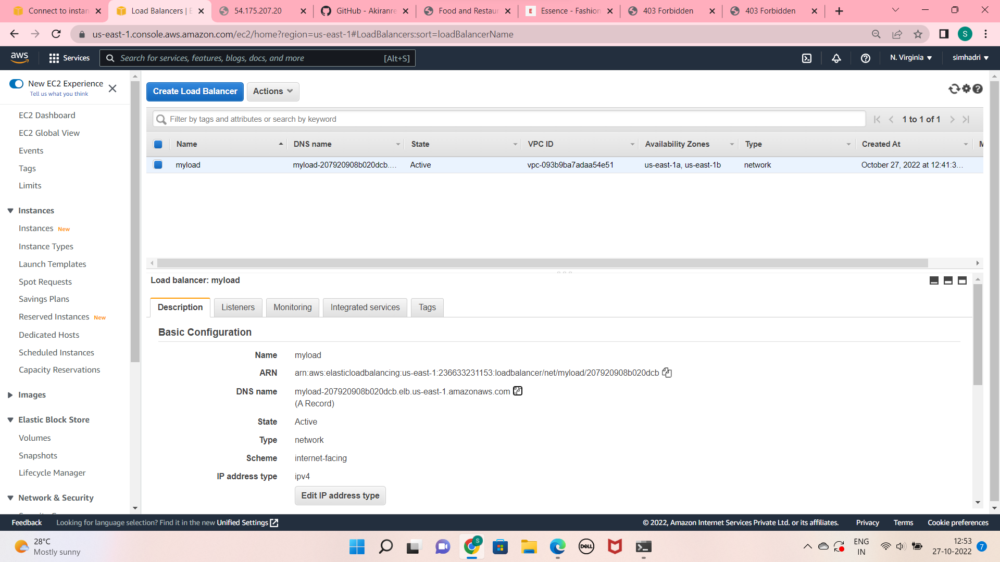 Connect to instan
Load Balancers | E
54.175.207.20
GitHub - Akiranre
Food and Restaur
E
Essence - Fashion
403 Forbidden
403 Forbidden
us-east-1.console.aws.amazon.com/ec2/home?region=us-east-1#LoadBalancers:sort=loadBalancerName
S
aws
Services
Search for services, features, blogs, docs, and more
[Alt+S]
N. Virginia
simhadri
New EC2 Experience
Tell us what you think
EC2 Dashboard
EC2 Global View
Events
Tags
Limits
Instances
Instances New
Instance Types
Launch Templates
Spot Requests
Savings Plans
Reserved Instances New
Dedicated Hosts
Scheduled Instances
Capacity Reservations
Images
Elastic Block Store
Volumes
Snapshots
Lifecycle Manager
Network & Security
Create Load Balancer
Actions
Filter by tags and attributes or search by keyword
1 to 1 of 1
Name
DNS name
State
VPC ID
Availability Zones
Type
Created At
myload
myload-207920908b020dcb....
Active
vpc-093b9ba7adaa54e51
us-east-1a, us-east-1b
network
October 27, 2022 at 12:41:3...
Load balancer: myload
Description
Listeners
Monitoring
Integrated services
Tags
Basic Configuration
Name myload
ARN arn:aws:elasticloadbalancing:us-east-1:236633231153:loadbalancer/net/myload/207920908b020dcb
DNS name myload-207920908b020dcb.elb.us-east-1.amazonaws.com
(A Record)
State Active
Type network
Scheme internet-facing
IP address type ipv4
Edit IP address type
Feedback
Looking for language selection? Find it in the new Unified Settings
© 2022, Amazon Internet Services Private Ltd. or its affiliates.
Privacy
Terms
Cookie preferences
28°C
Mostly sunny
S
DELL
ENG
IN
12:53
27-10-2022
7